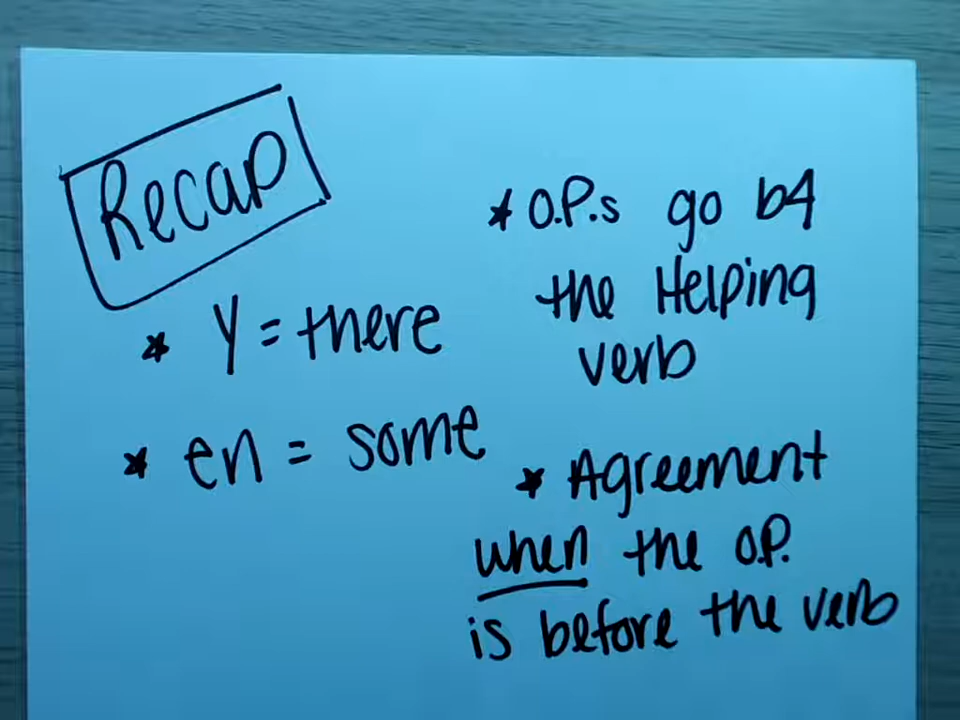 Recap
* Y = there
* en = some
* O.P.s go b4
the Helping
verb
* Agreement
when the O.P.
is before the verb